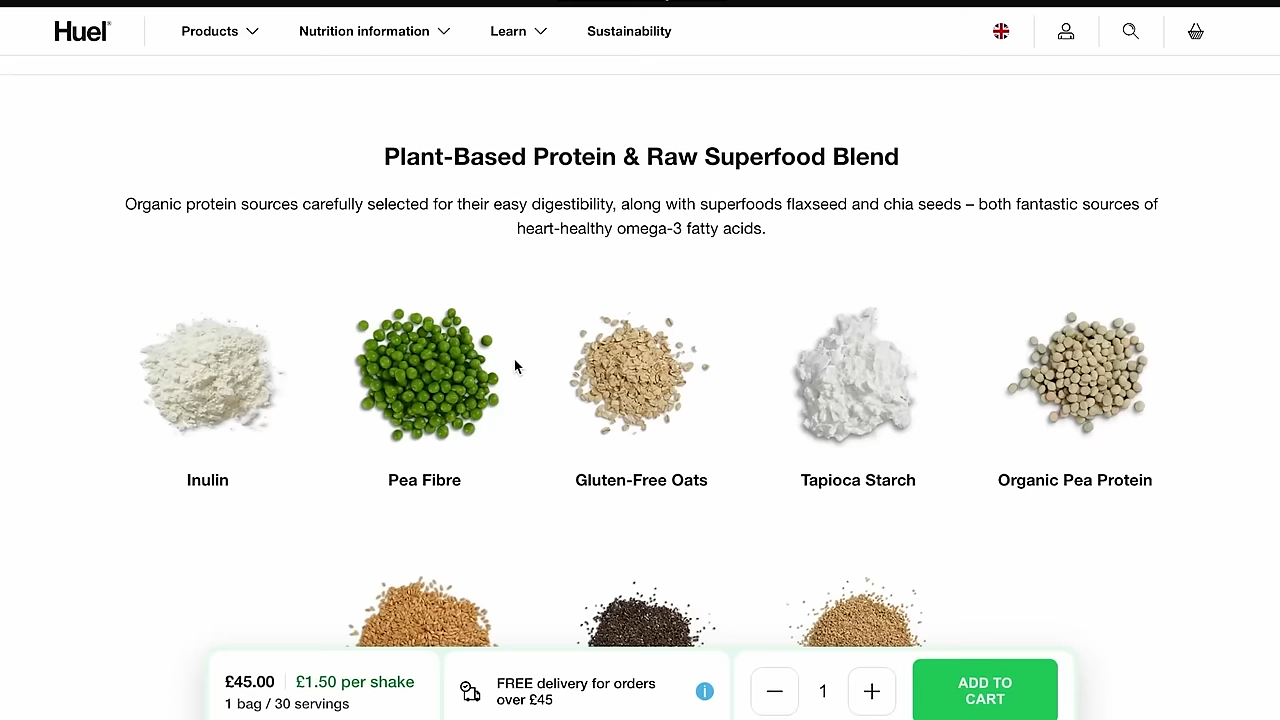 Huel®
Products
Nutrition information
Learn
Sustainability
Plant-Based Protein & Raw Superfood Blend
Organic protein sources carefully selected for their easy digestibility, along with superfoods flaxseed and chia seeds – both fantastic sources of
heart-healthy omega-3 fatty acids.
Inulin
Pea Fibre
Gluten-Free Oats
Tapioca Starch
Organic Pea Protein
£45.00
£1.50 per shake
1 bag / 30 servings
FREE delivery for orders
over £45
i
1
ADD TO
CART